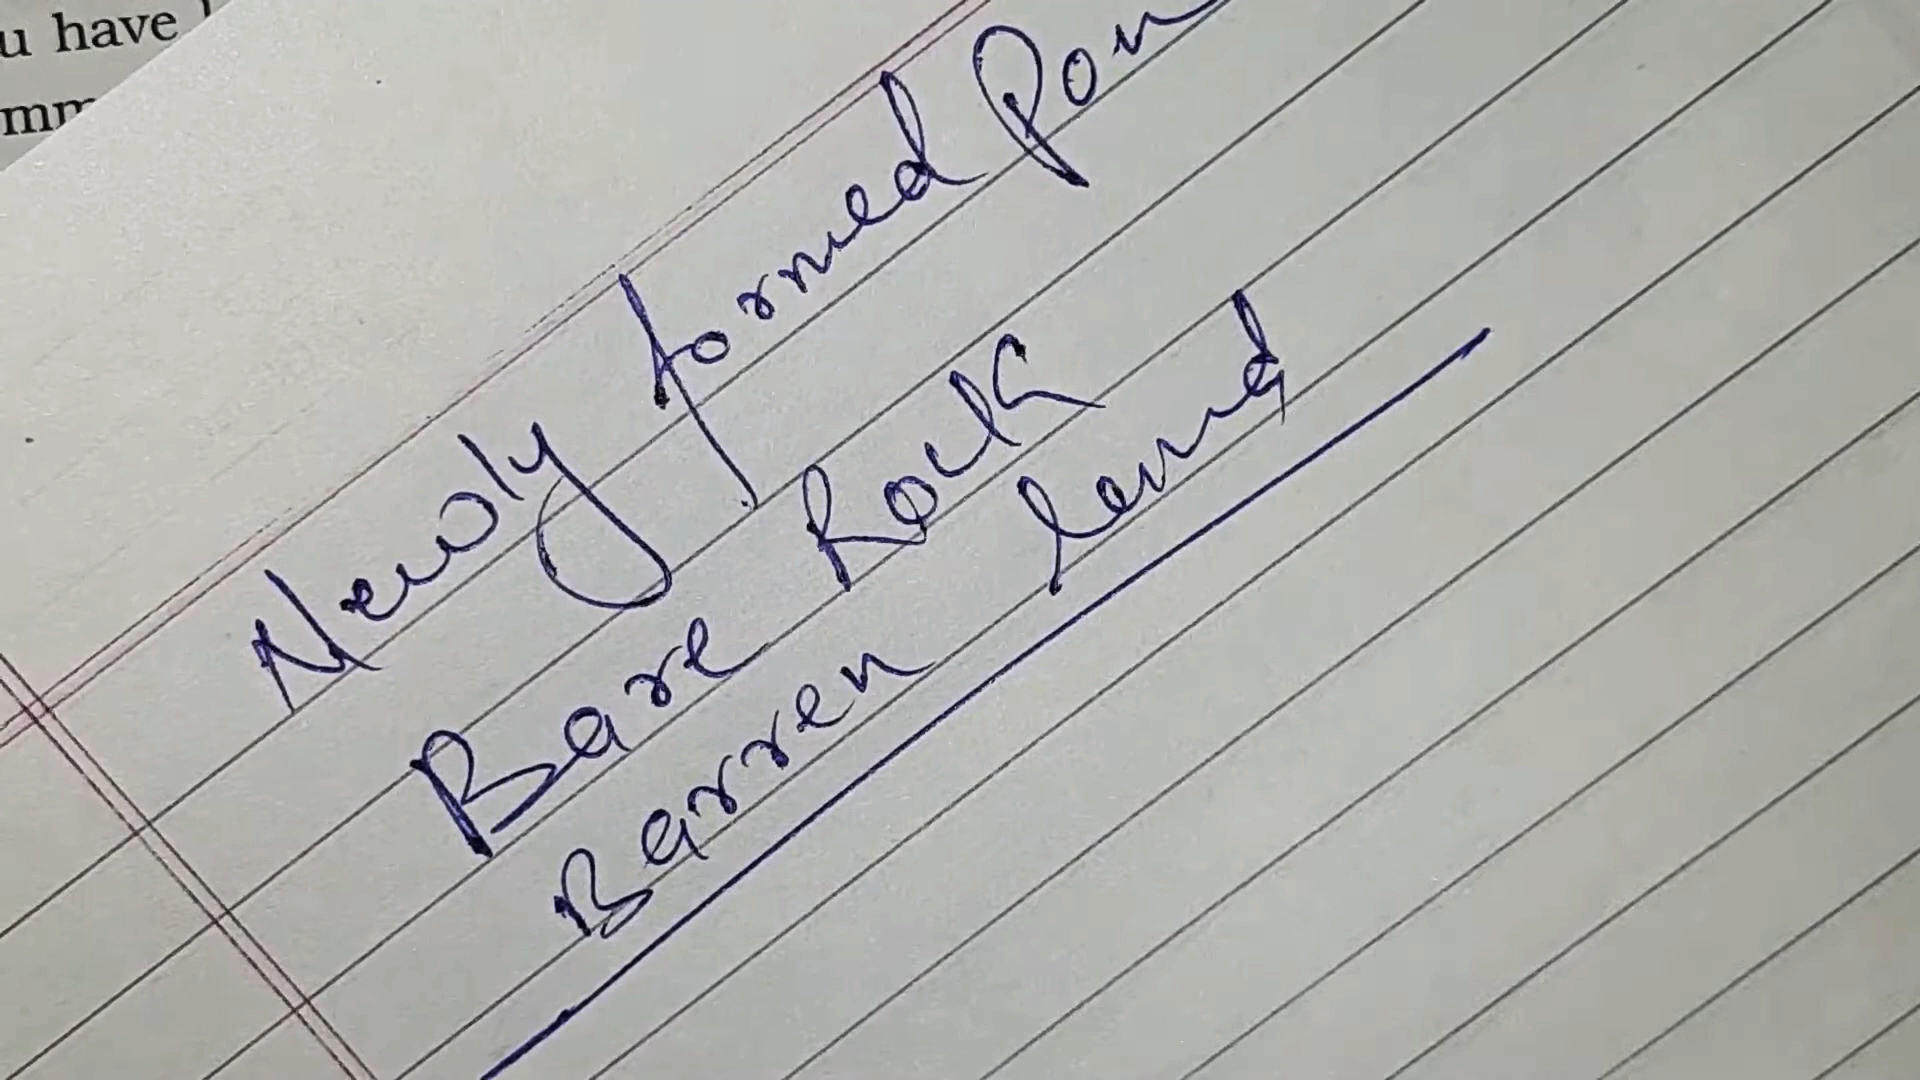 u have
mm
Newly formed Pon
Bare Rock
Barren land